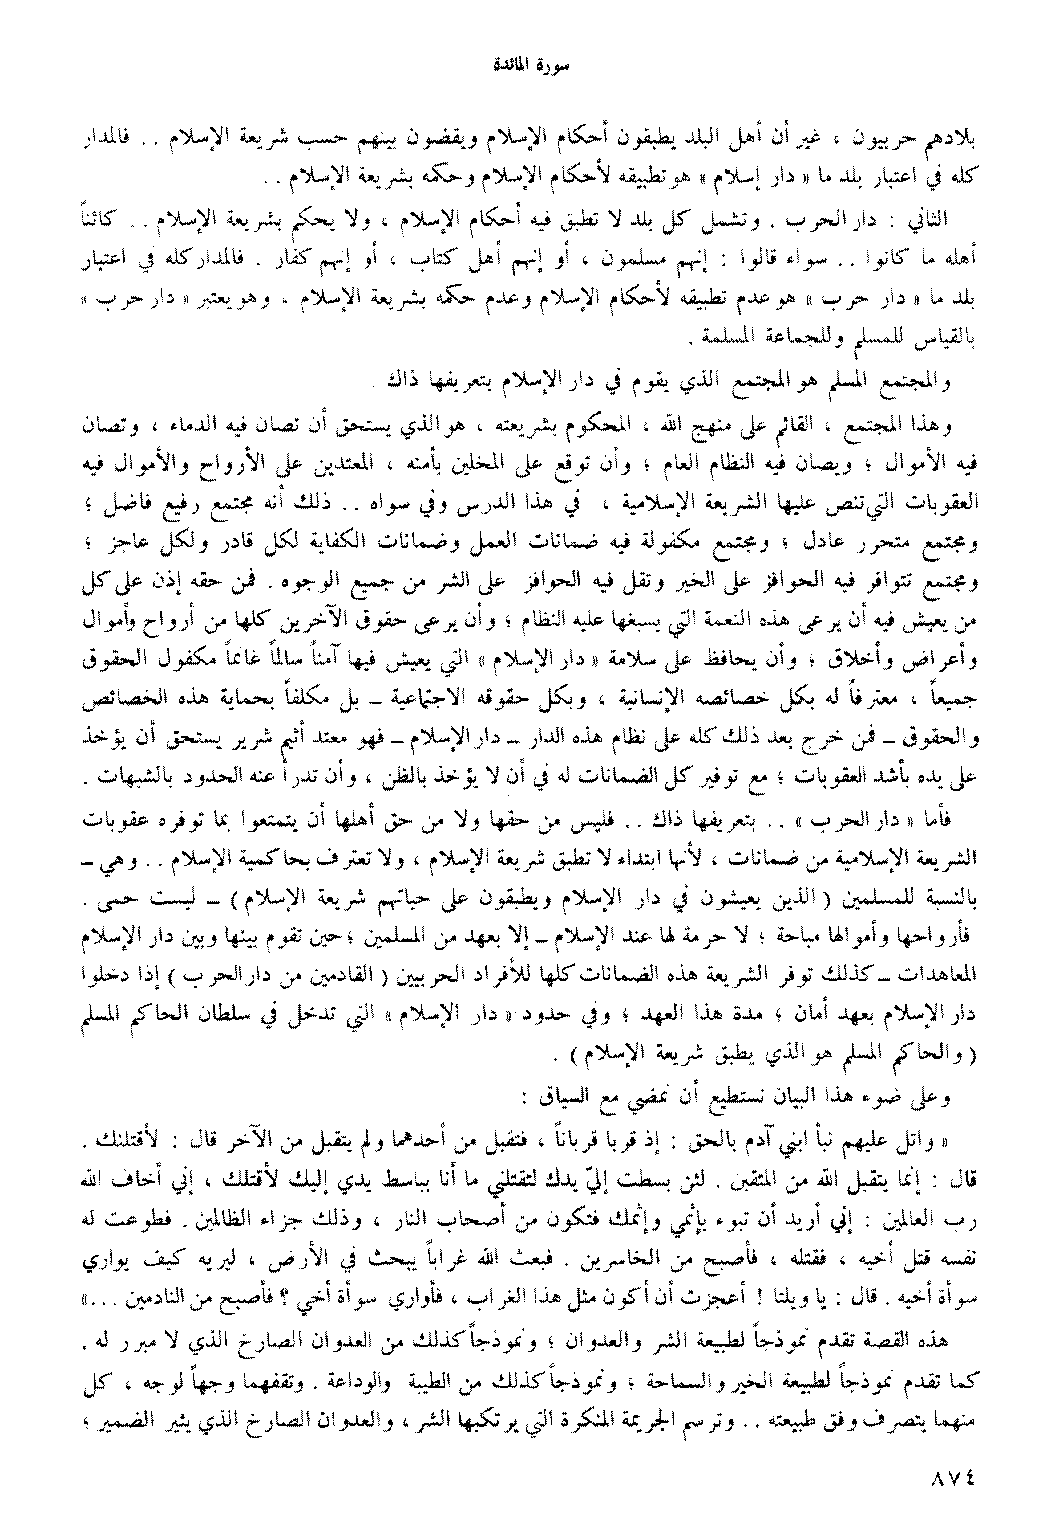 سورة المائدة
بلادهم حربيون ، غير أن أهل البلد يطبقون أحكام الإسلام ويقضون بينهم حسب شريعة الإسلام .. فالمدار
كله في اعتبار بلد ما « دار إسلام » هو تطبيقه لأحكام الإسلام وحكمه بشريعة الإسلام ..
الثاني : دار الحرب . وتشمل كل بلد لا تطبق فيه أحكام الإسلام ، ولا يحكم بشريعة الإسلام .. كائناً
أهله ما كانوا .. سواء قالوا : إنهم مسلمون ، أو إنهم أهل كتاب ، أو إنهم كفار . فالمدار كله في اعتبار
بلد ما « دار حرب » هو عدم تطبيقه لأحكام الإسلام وعدم حكمه بشريعة الإسلام ، وهو يعتبر « دار حرب »
بالقياس للمسلم وللجماعة المسلمة .
والمجتمع المسلم هو المجتمع الذي يقوم في دار الإسلام بتعريفها ذاك .
وهذا المجتمع ، القائم على منهج الله ، المحكوم بشريعته ، هو الذي يستحق أن تصان فيه الدماء ، وتصان
فيه الأموال ؛ ويصان فيه النظام العام ؛ وأن توقع على المخلين بأمنه ، المعتدين على الأرواح والأموال فيه
العقوبات التي تنص عليها الشريعة الإسلامية ، في هذا الدرس وفي سواه .. ذلك أنه مجتمع رفيع فاضل ؛
ومجتمع متحرر عادل ؛ ومجتمع مكفولة فيه ضمانات العمل وضمانات الكفاية لكل قادر ولكل عاجز ؛
ومجتمع تتوافر فيه الحوافز على الخير وتقل فيه الحوافز على الشر من جميع الوجوه . فمن حقه إذن على كل
من يعيش فيه أن يرعى هذه النعمة التي يسبغها عليه النظام ؛ وأن يرعى حقوق الآخرين كلها من أرواح وأموال
وأعراض وأخلاق ؛ وأن يحافظ على سلامة « دار الإسلام » التي يعيش فيها آمناً سالماً غانماً مكفول الحقوق
جميعاً ، معترفاً له بكل خصائصه الإنسانية ، وبكل حقوقه الاجتماعية – بل مكلفاً بحماية هذه الخصائص
والحقوق – فمن خرج بعد ذلك كله على نظام هذه الدار – دار الإسلام – فهو معتد أثيم شرير يستحق أن يؤخذ
على يده بأشد العقوبات ؛ مع توفير كل الضمانات له في أن لا يؤخذ بالظن ، وأن تدرأ عنه الحدود بالشبهات .
فأما « دار الحرب » .. بتعريفها ذاك .. فليس من حقها ولا من حق أهلها أن يتمتعوا بما توفره عقوبات
الشريعة الإسلامية من ضمانات ، لأنها ابتداء لا تطبق شريعة الإسلام ، ولا تعترف بحاكمية الإسلام .. وهي –
بالنسبة للمسلمين ( الذين يعيشون في دار الإسلام ويطبقون على حياتهم شريعة الإسلام ) – ليست حمى .
فأرواحها وأموالها مباحة ؛ لا حرمة لها عند الإسلام – إلا بعهد من المسلمين ؛ حين تقوم بينها وبين دار الإسلام
المعاهدات – كذلك توفر الشريعة هذه الضمانات كلها للأفراد الحربيين ( القادمين من دار الحرب ) إذا دخلوا
دار الإسلام بعهد أمان ؛ مدة هذا العهد ؛ وفي حدود « دار الإسلام » التي تدخل في سلطان الحاكم المسلم
( والحاكم المسلم هو الذي يطبق شريعة الإسلام ) .
وعلى ضوء هذا البيان نستطيع أن نمضي مع السياق :
« واتل عليهم نبأ ابني آدم بالحق : إذ قربا قرباناً ، فتقبل من أحدهما ولم يتقبل من الآخر قال : لأقتلنك .
قال : إنما يتقبل الله من المتقين . لئن بسطت إليّ يدك لتقتلني ما أنا بباسط يدي إليك لأقتلك ، إني أخاف الله
رب العالمين : إني أريد أن تبوء بإثمي وإثمك فتكون من أصحاب النار ، وذلك جزاء الظالمين . فطوعت له
نفسه قتل أخيه ، فقتله ، فأصبح من الخاسرين . فبعث الله غراباً يبحث في الأرض ، ليريه كيف يواري
سوأة أخيه . قال : يا ويلتا ! أعجزت أن أكون مثل هذا الغراب ، فأواري سوأة أخي ؟ فأصبح من النادمين ...»
هذه القصة تقدم نموذجاً لطبيعة الشر والعدوان ؛ ونموذجاً كذلك من العدوان الصارخ الذي لا مبرر له .
كما تقدم نموذجاً لطبيعة الخير والسماحة ؛ ونموذجاً كذلك من الطيبة والوداعة . وتقفهما وجهاً لوجه ، كل
منهما يتصرف وفق طبيعته .. وترسم الجريمة المنكرة التي يرتكبها الشر ، والعدوان الصارخ الذي يثير الضمير ؛
٨٧٤